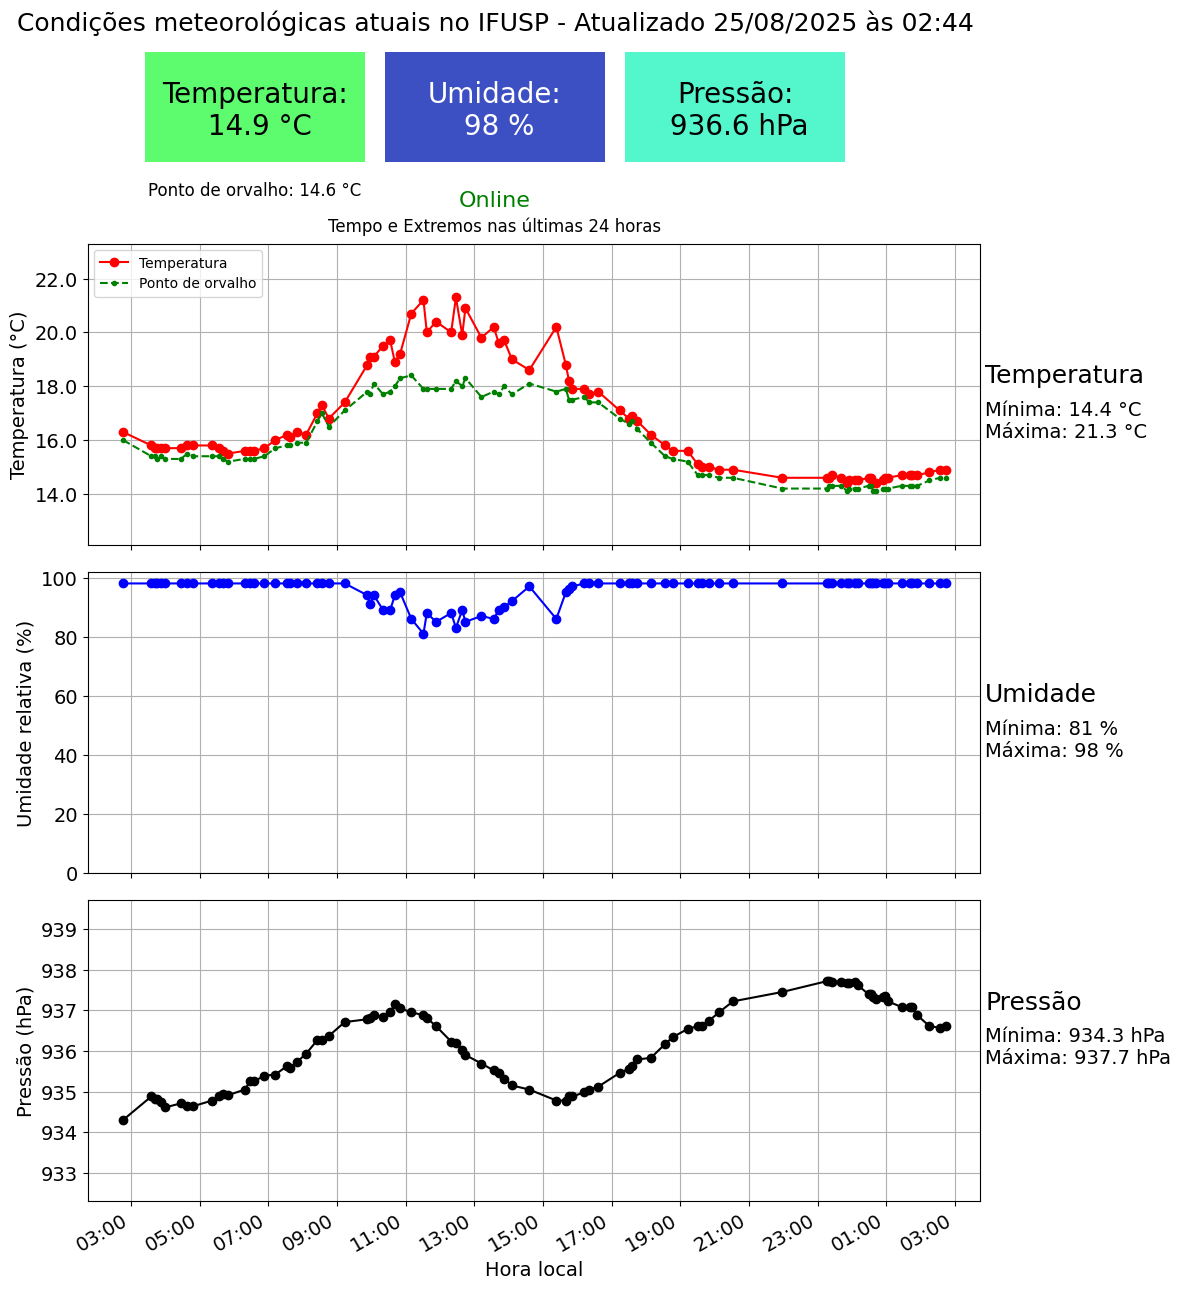 Condições meteorológicas atuais no IFUSP - Atualizado 25/08/2025 às 02:44
Temperatura:
14.9 °C
Umidade:
98 %
Pressão:
936.6 hPa
Ponto de orvalho: 14.6 °C
Online
Tempo e Extremos nas últimas 24 horas
Temperatura
Ponto de orvalho
Temperatura (°C)
22.0
20.0
18.0
16.0
14.0
Temperatura
Mínima: 14.4 °C
Máxima: 21.3 °C
Umidade relativa (%)
100
80
60
40
20
0
Umidade
Mínima: 81 %
Máxima: 98 %
Pressão (hPa)
939
938
937
936
935
934
933
Pressão
Mínima: 934.3 hPa
Máxima: 937.7 hPa
03:00 05:00 07:00 09:00 11:00 13:00 15:00 17:00 19:00 21:00 23:00 01:00 03:00
Hora local